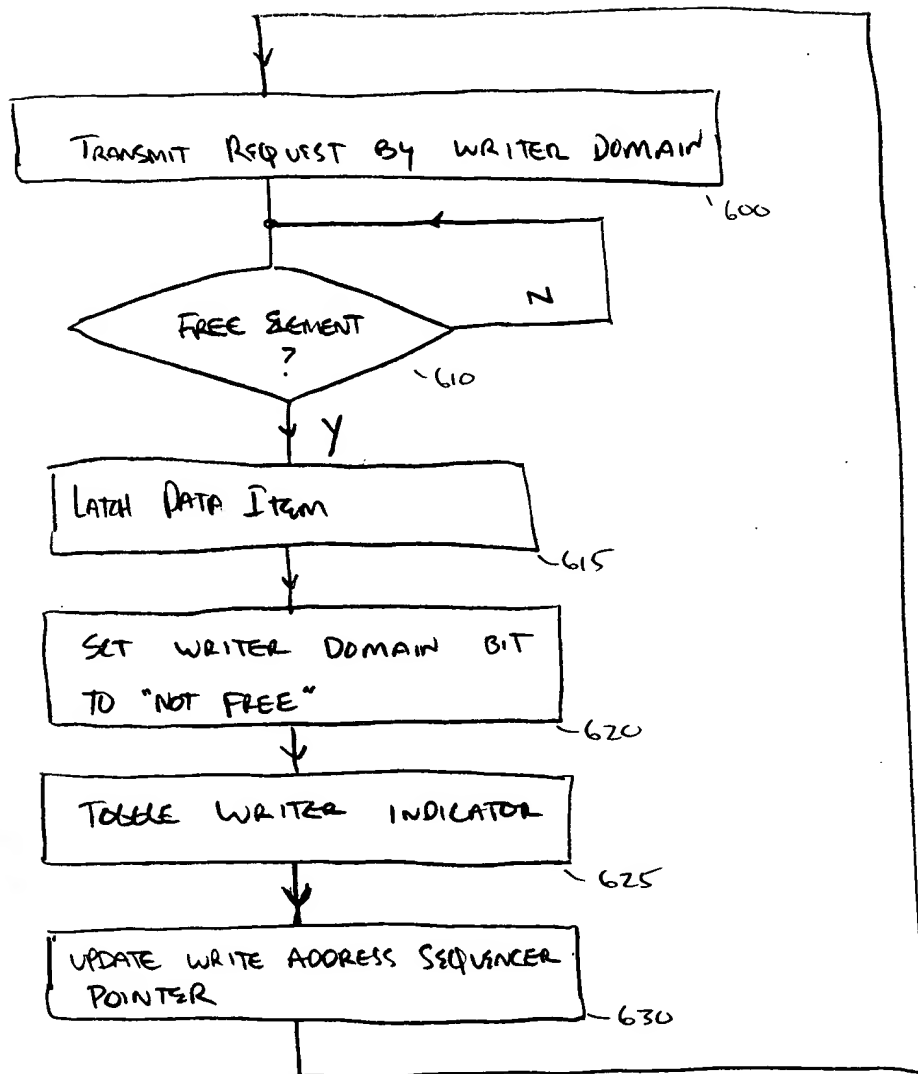 TRANSMIT REQUEST BY WRITER DOMAIN
600
N
FREE ELEMENT
?
610
Y
LATCH DATA ITEM
615
SET WRITER DOMAIN BIT
TO "NOT FREE"
620
TOGGLE WRITER INDICATOR
625
UPDATE WRITE ADDRESS SEQUENCER
POINTER
630